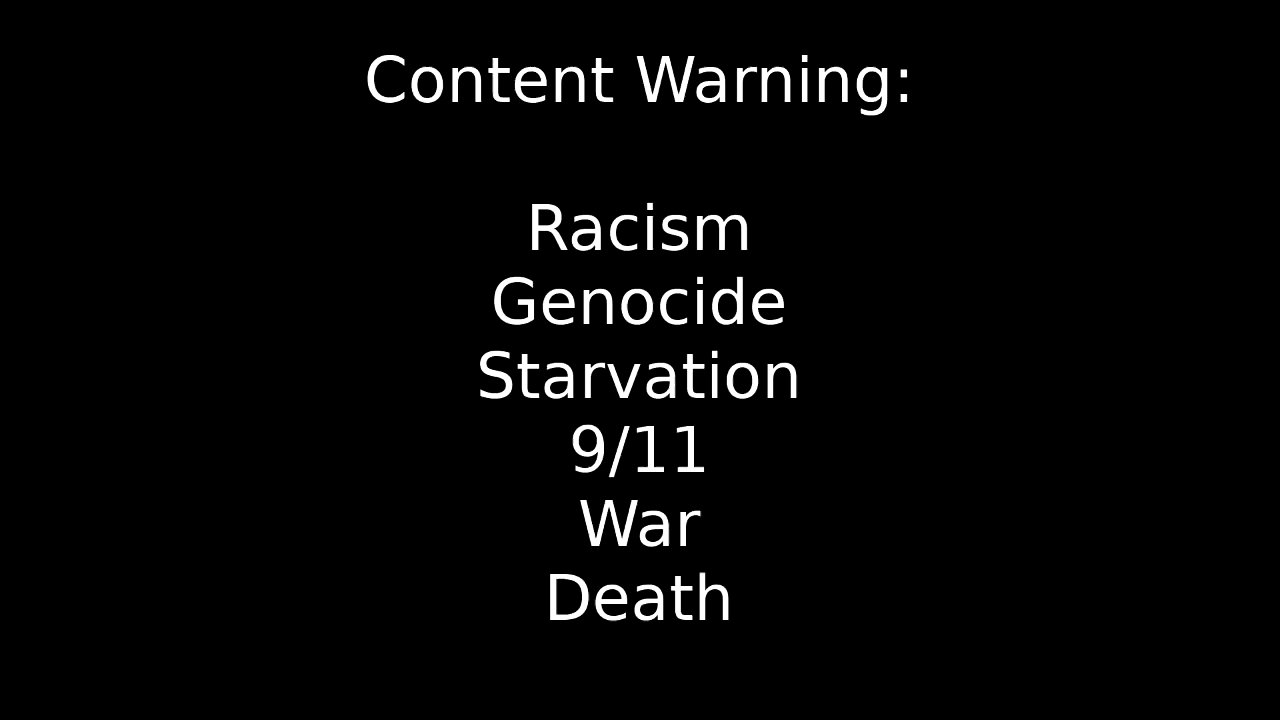 Content Warning:
Racism
Genocide
Starvation
9/11
War
Death